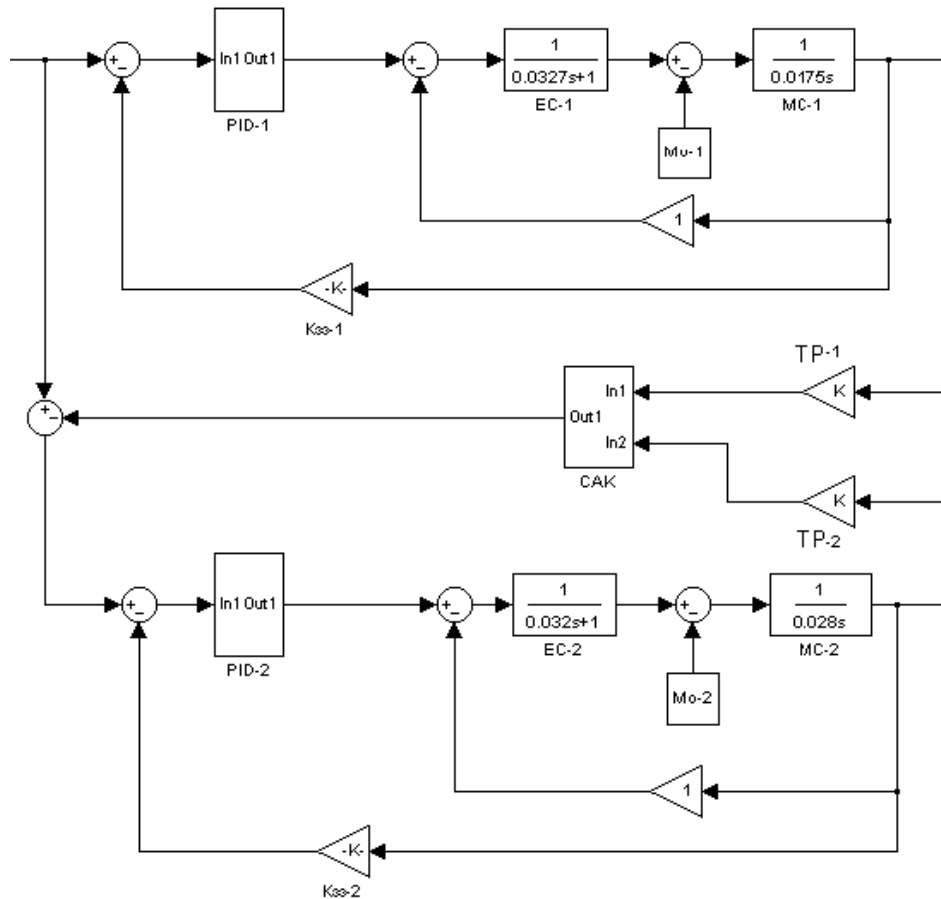 +
−
In1 Out1
PID-1
+
−
1
0.0327s+1
EC-1
+
−
1
0.0175s
MC-1
Mo-1
1
-K-
Kss-1
TP-1
K
In1
Out1
In2
CAK
+
−
K
TP-2
+
−
In1 Out1
PID-2
+
−
1
0.032s+1
EC-2
+
−
1
0.028s
MC-2
Mo-2
1
-K-
Kss-2